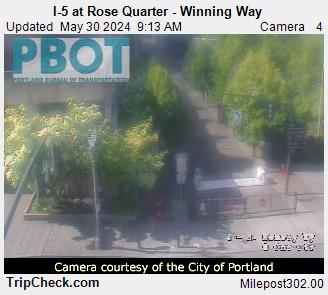 I-5 at Rose Quarter - Winning Way
Updated May 30 2024 9:13 AM Camera 4
PBOT
PORTLAND BUREAU OF TRANSPORTATION
Camera courtesy of the City of Portland
TripCheck.com Milepost302.00